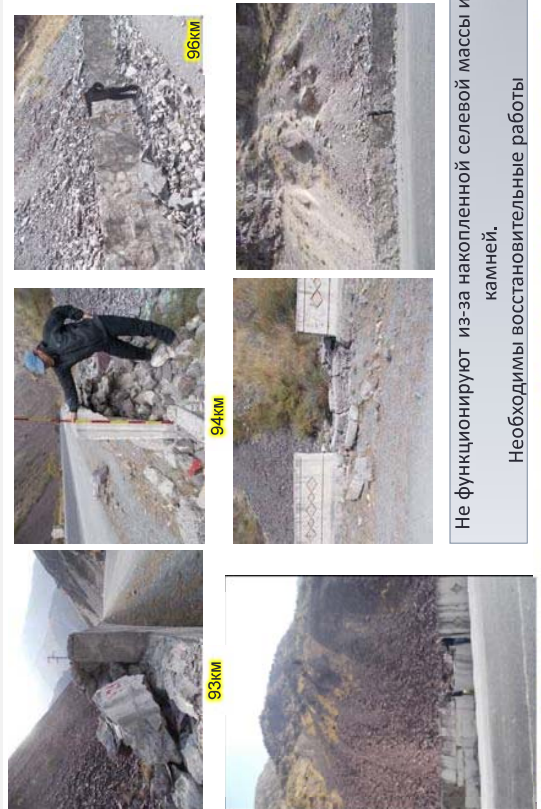 93км
94км
96км
Не функционируют из-за накопленной селевой массы и
камней.
Необходимы восстановительные работы